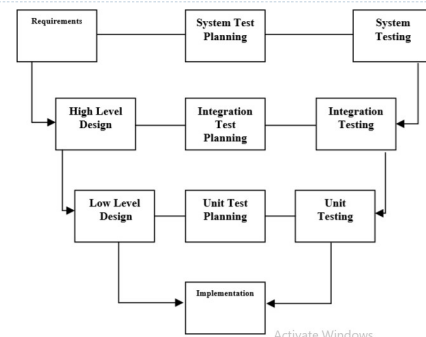 Requirements
System Test
Planning
System
Testing
High Level
Design
Integration
Test
Planning
Integration
Testing
Low Level
Design
Unit Test
Planning
Unit
Testing
Implementation
Activate Windows